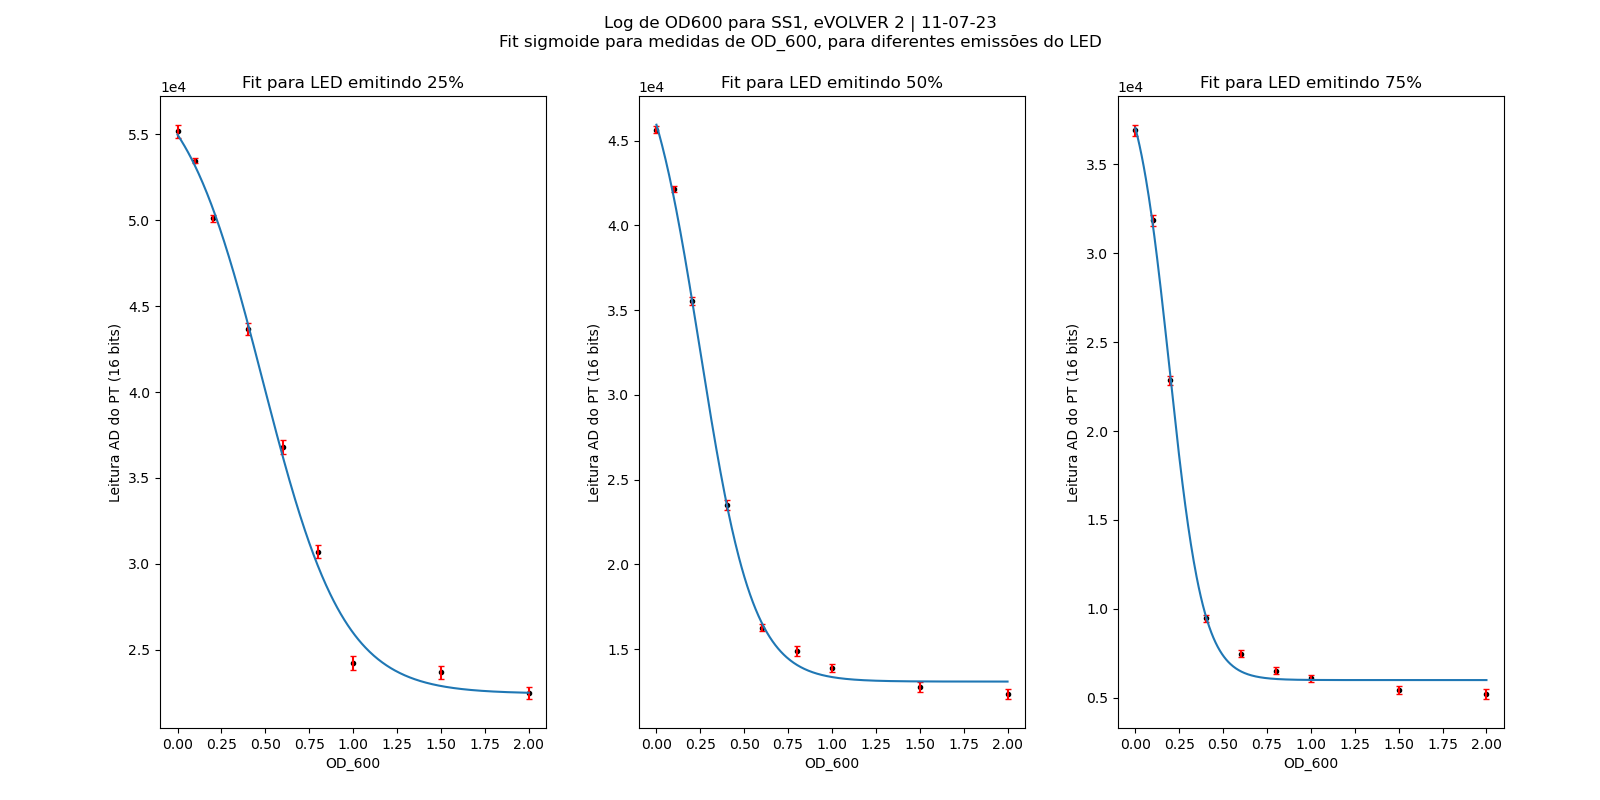 Log de OD600 para SS1, eVOLVER 2 | 11-07-23
Fit sigmoide para medidas de OD_600, para diferentes emissões do LED
Fit para LED emitindo 25%
1e4
5.5
5.0
4.5
4.0
3.5
3.0
2.5
Leitura AD do PT (16 bits)
0.00 0.25 0.50 0.75 1.00 1.25 1.50 1.75 2.00
OD_600
Fit para LED emitindo 50%
1e4
4.5
4.0
3.5
3.0
2.5
2.0
1.5
Leitura AD do PT (16 bits)
0.00 0.25 0.50 0.75 1.00 1.25 1.50 1.75 2.00
OD_600
Fit para LED emitindo 75%
1e4
3.5
3.0
2.5
2.0
1.5
1.0
0.5
Leitura AD do PT (16 bits)
0.00 0.25 0.50 0.75 1.00 1.25 1.50 1.75 2.00
OD_600